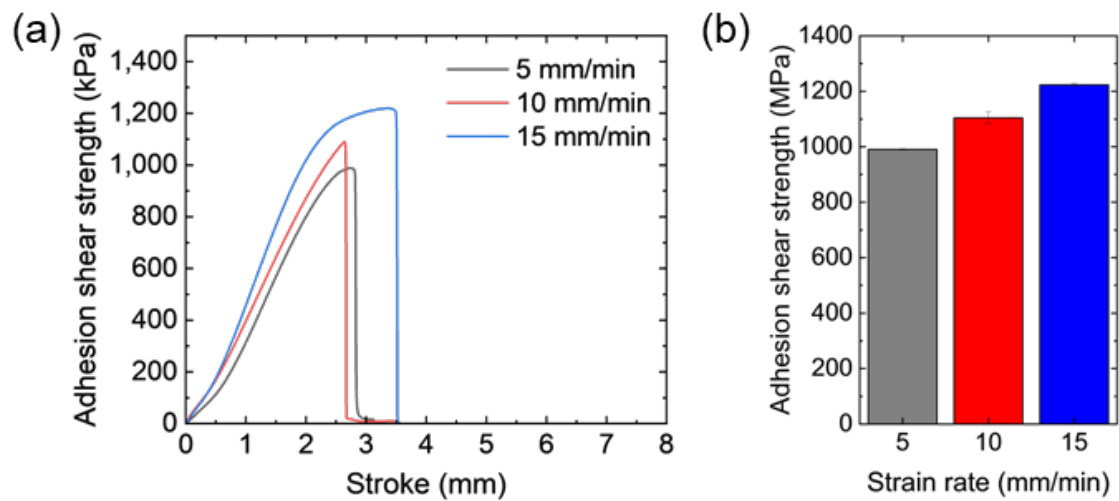 (a)
Adhesion shear strength (kPa)
1,400
1,200
1,000
800
600
400
200
0
0 1 2 3 4 5 6 7 8
Stroke (mm)
5 mm/min
10 mm/min
15 mm/min
(b)
Adhesion shear strength (MPa)
1400
1200
1000
800
600
400
200
0
5 10 15
Strain rate (mm/min)